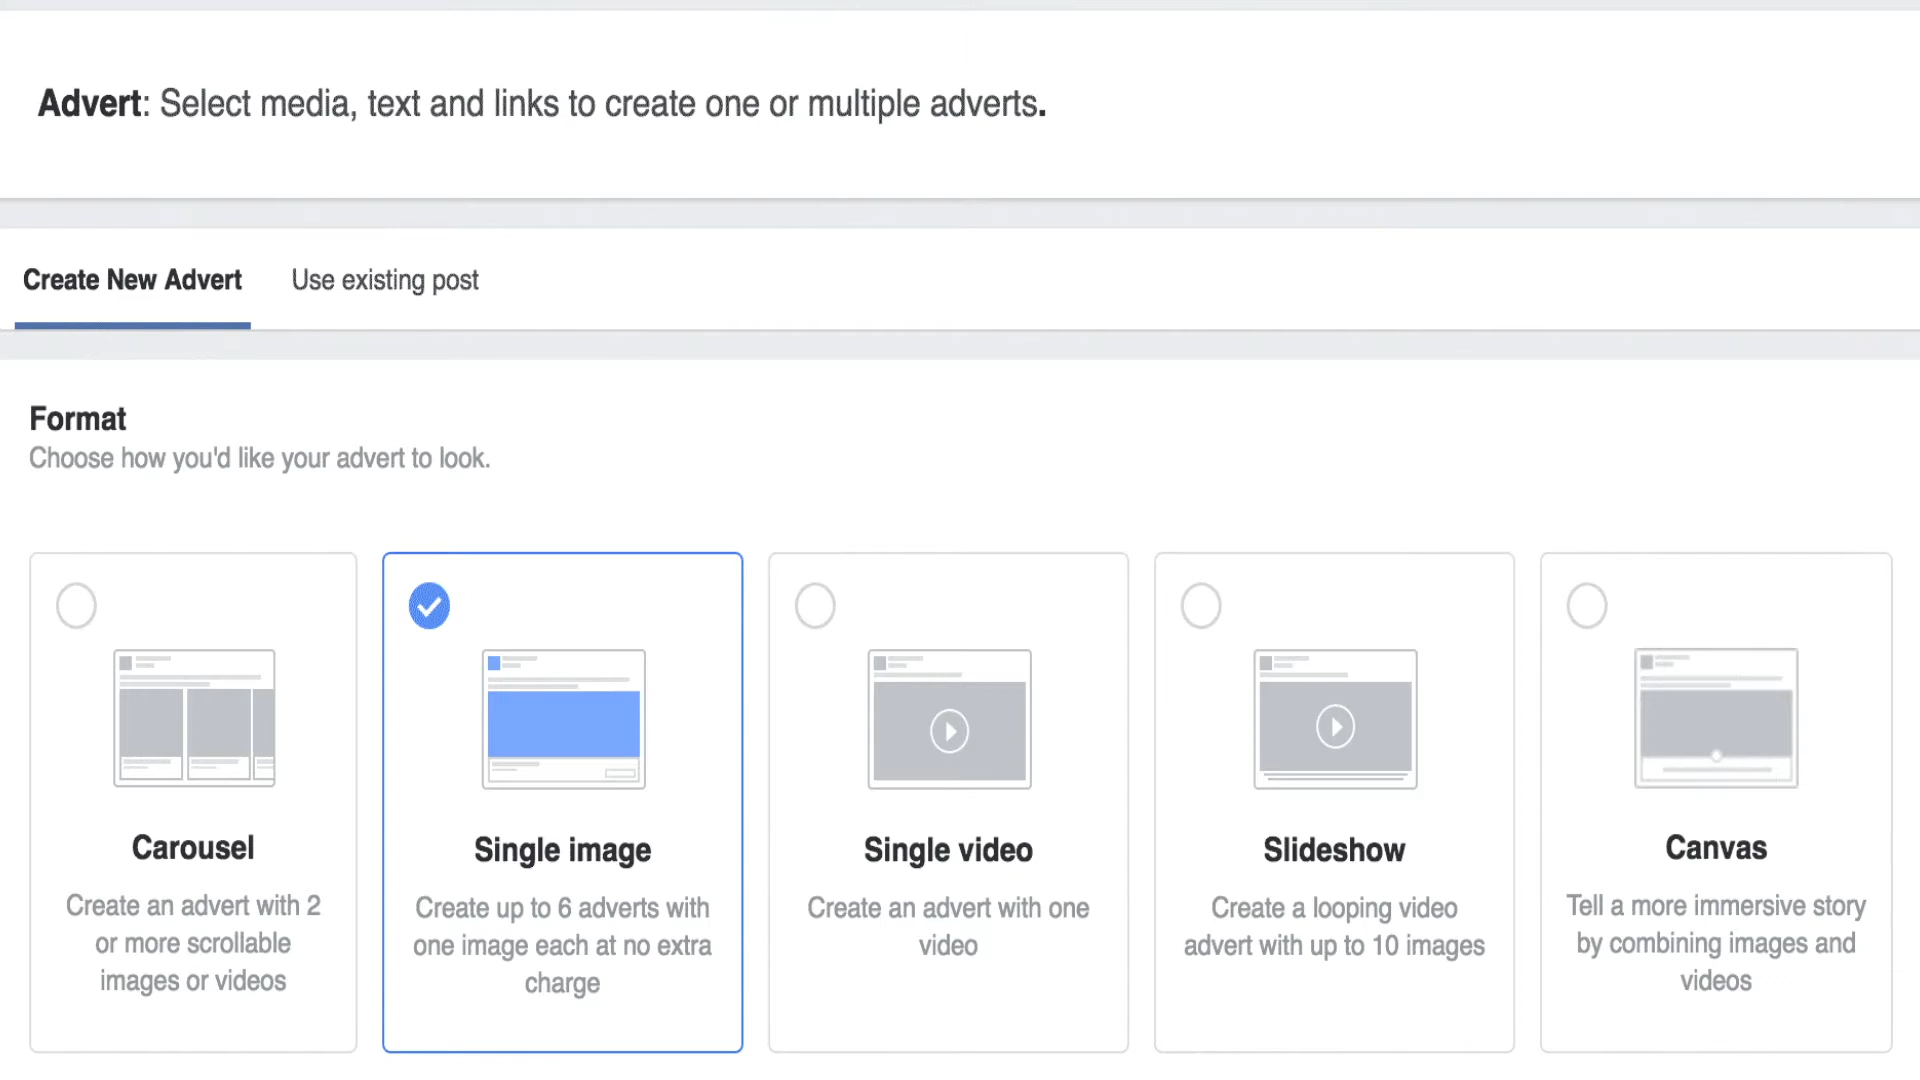 Advert: Select media, text and links to create one or multiple adverts.
Create New Advert
Use existing post
Format
Choose how you'd like your advert to look.
Carousel
Create an advert with 2
or more scrollable
images or videos
Single image
Create up to 6 adverts with
one image each at no extra
charge
Single video
Create an advert with one
video
Slideshow
Create a looping video
advert with up to 10 images
Canvas
Tell a more immersive story
by combining images and
videos